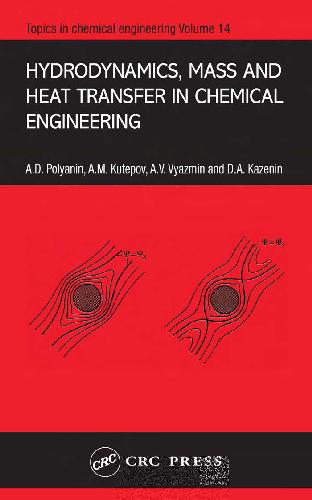 Topics in chemical engineering Volume 14
HYDRODYNAMICS, MASS AND
HEAT TRANSFER IN CHEMICAL
ENGINEERING
A.D. Polyanin, A.M. Kutepov, A.V. Vyazmin and D.A. Kazenin
CRC CRC PRESS